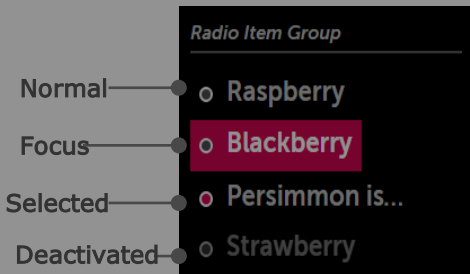 Radio Item Group
Normal Raspberry
Focus Blackberry
Selected Persimmon is...
Deactivated Strawberry